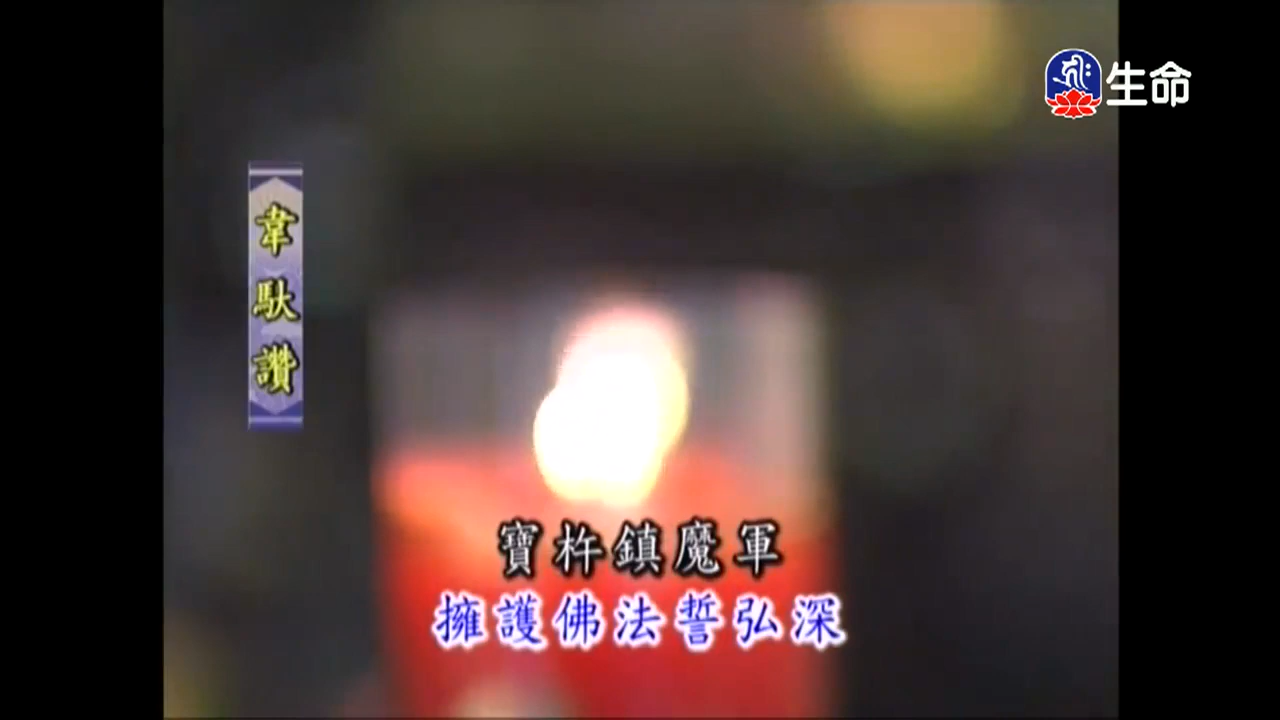 生命
韋馱讚
寶杵鎮魔軍
擁護佛法誓弘深